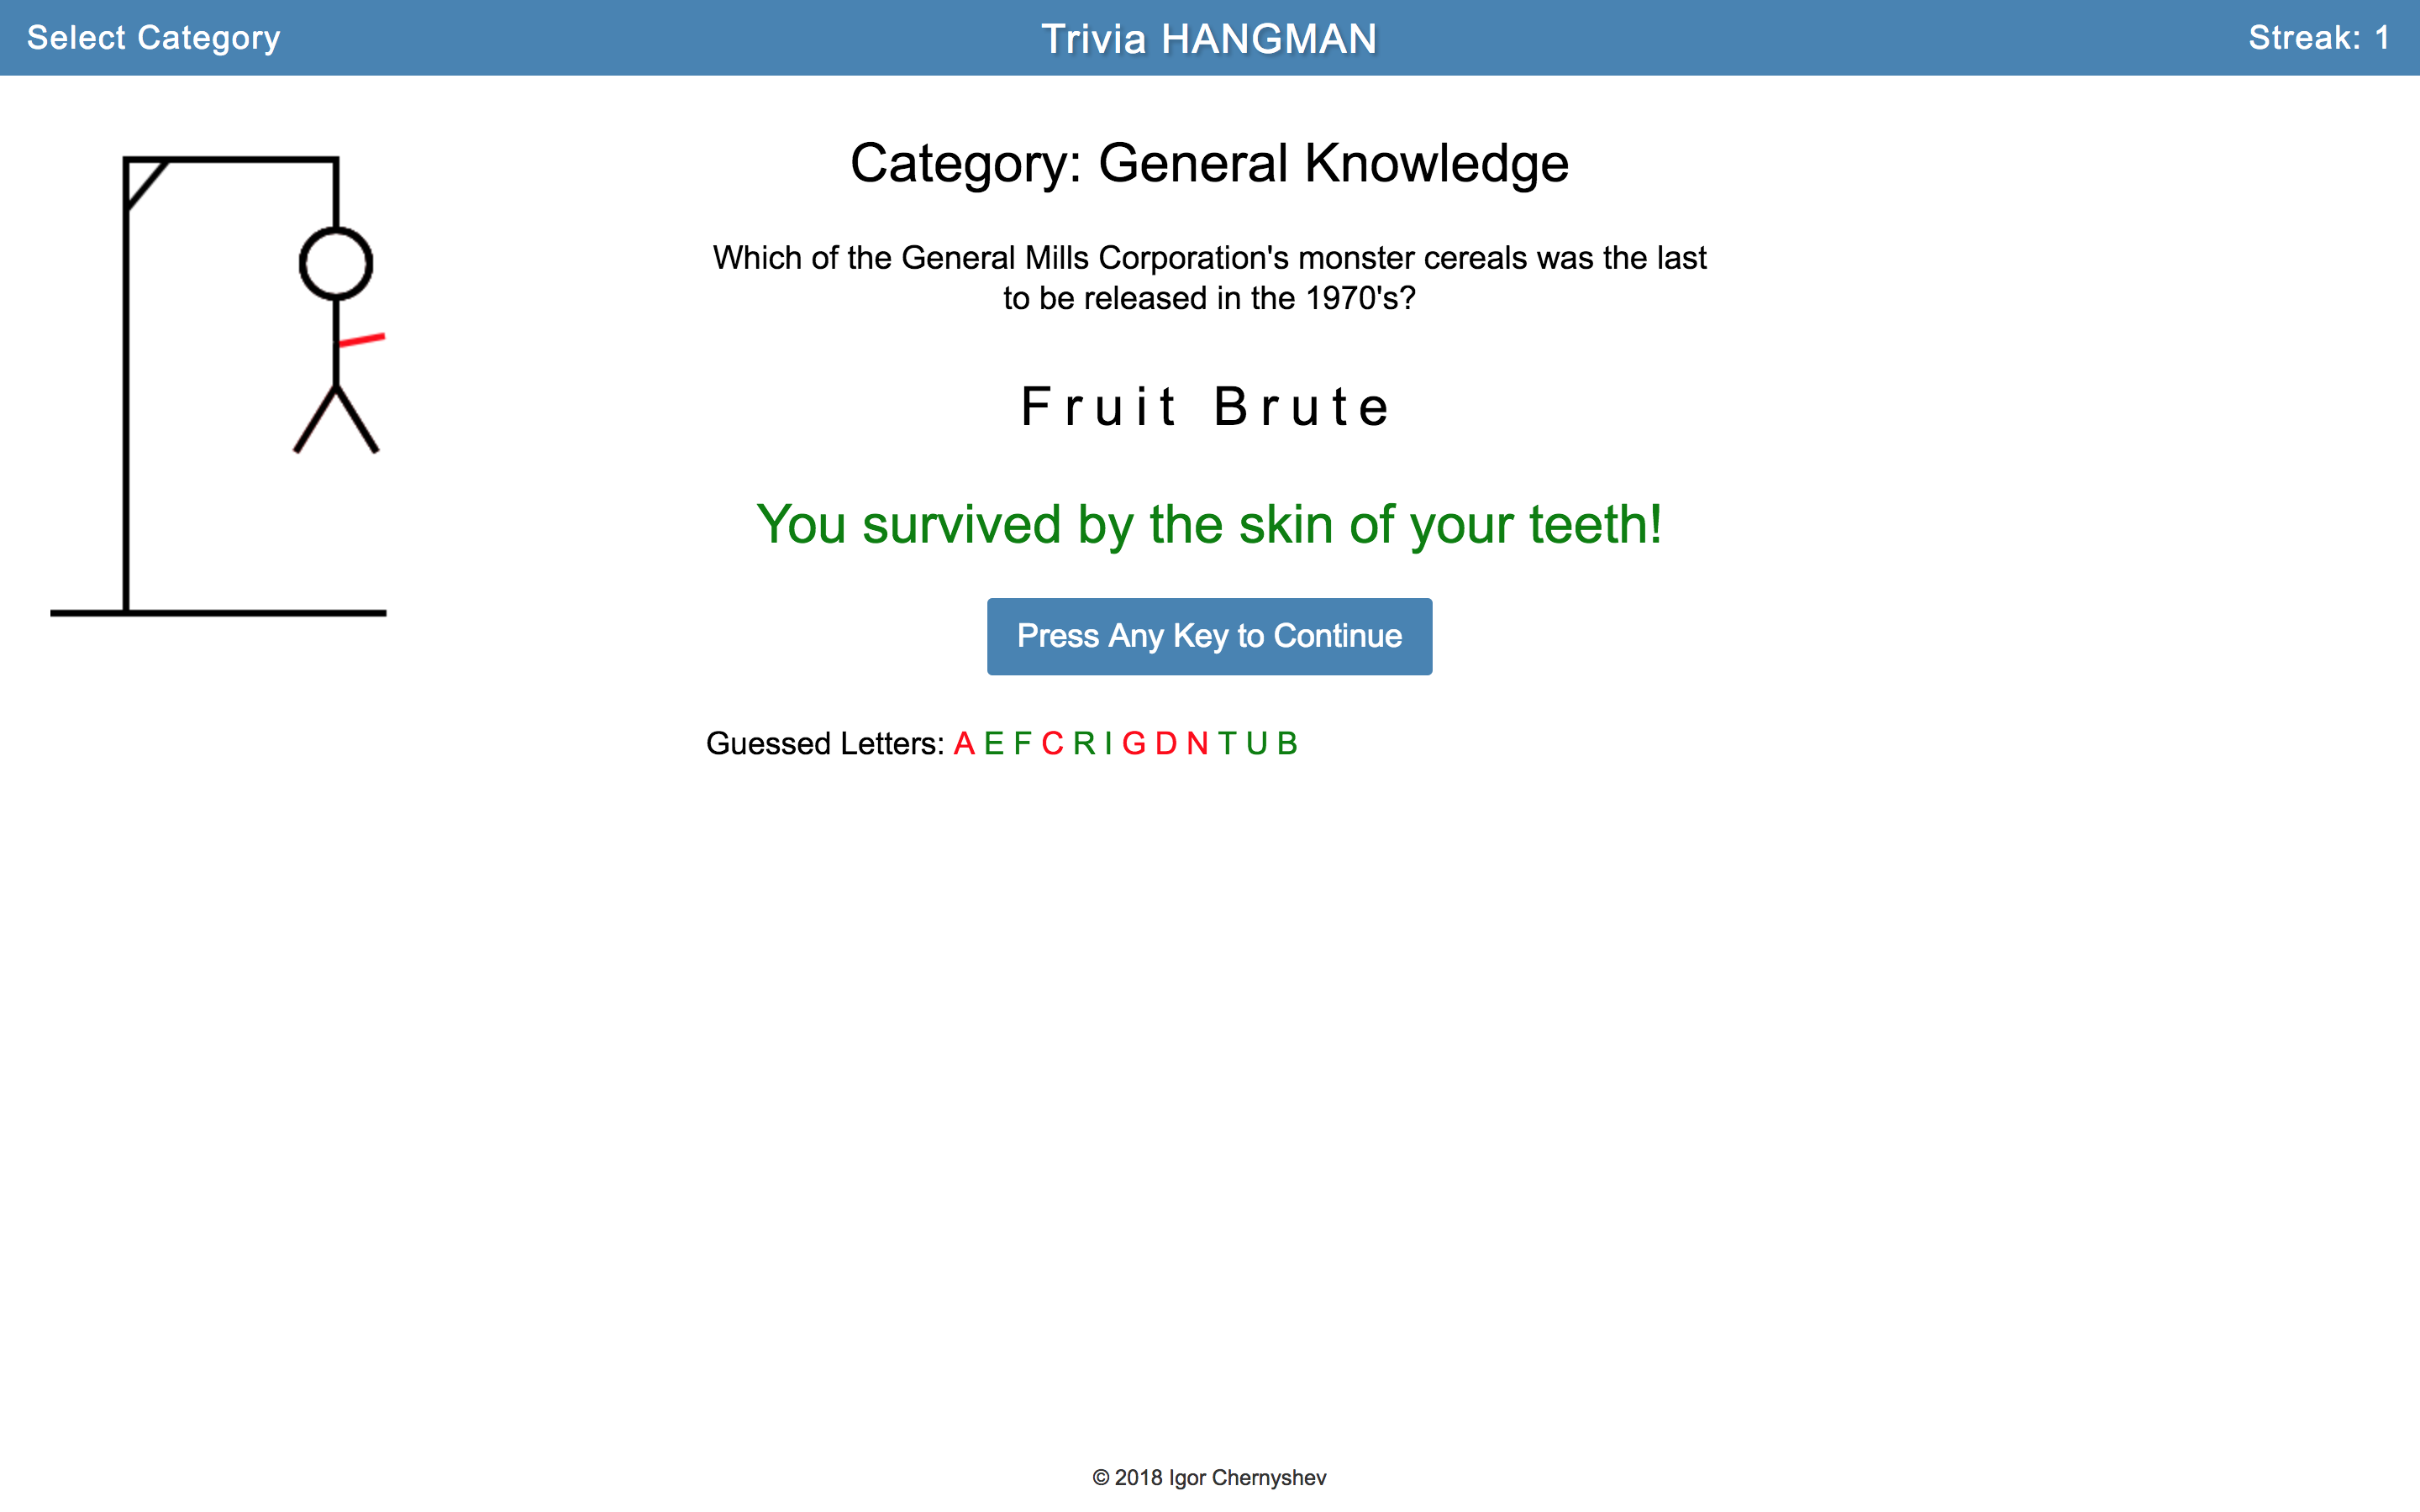 Select Category
Trivia HANGMAN
Streak: 1
Category: General Knowledge
Which of the General Mills Corporation's monster cereals was the last
to be released in the 1970's?
Fruit Brute
You survived by the skin of your teeth!
Press Any Key to Continue
Guessed Letters: A E F C R I G D N T U B
© 2018 Igor Chernyshev